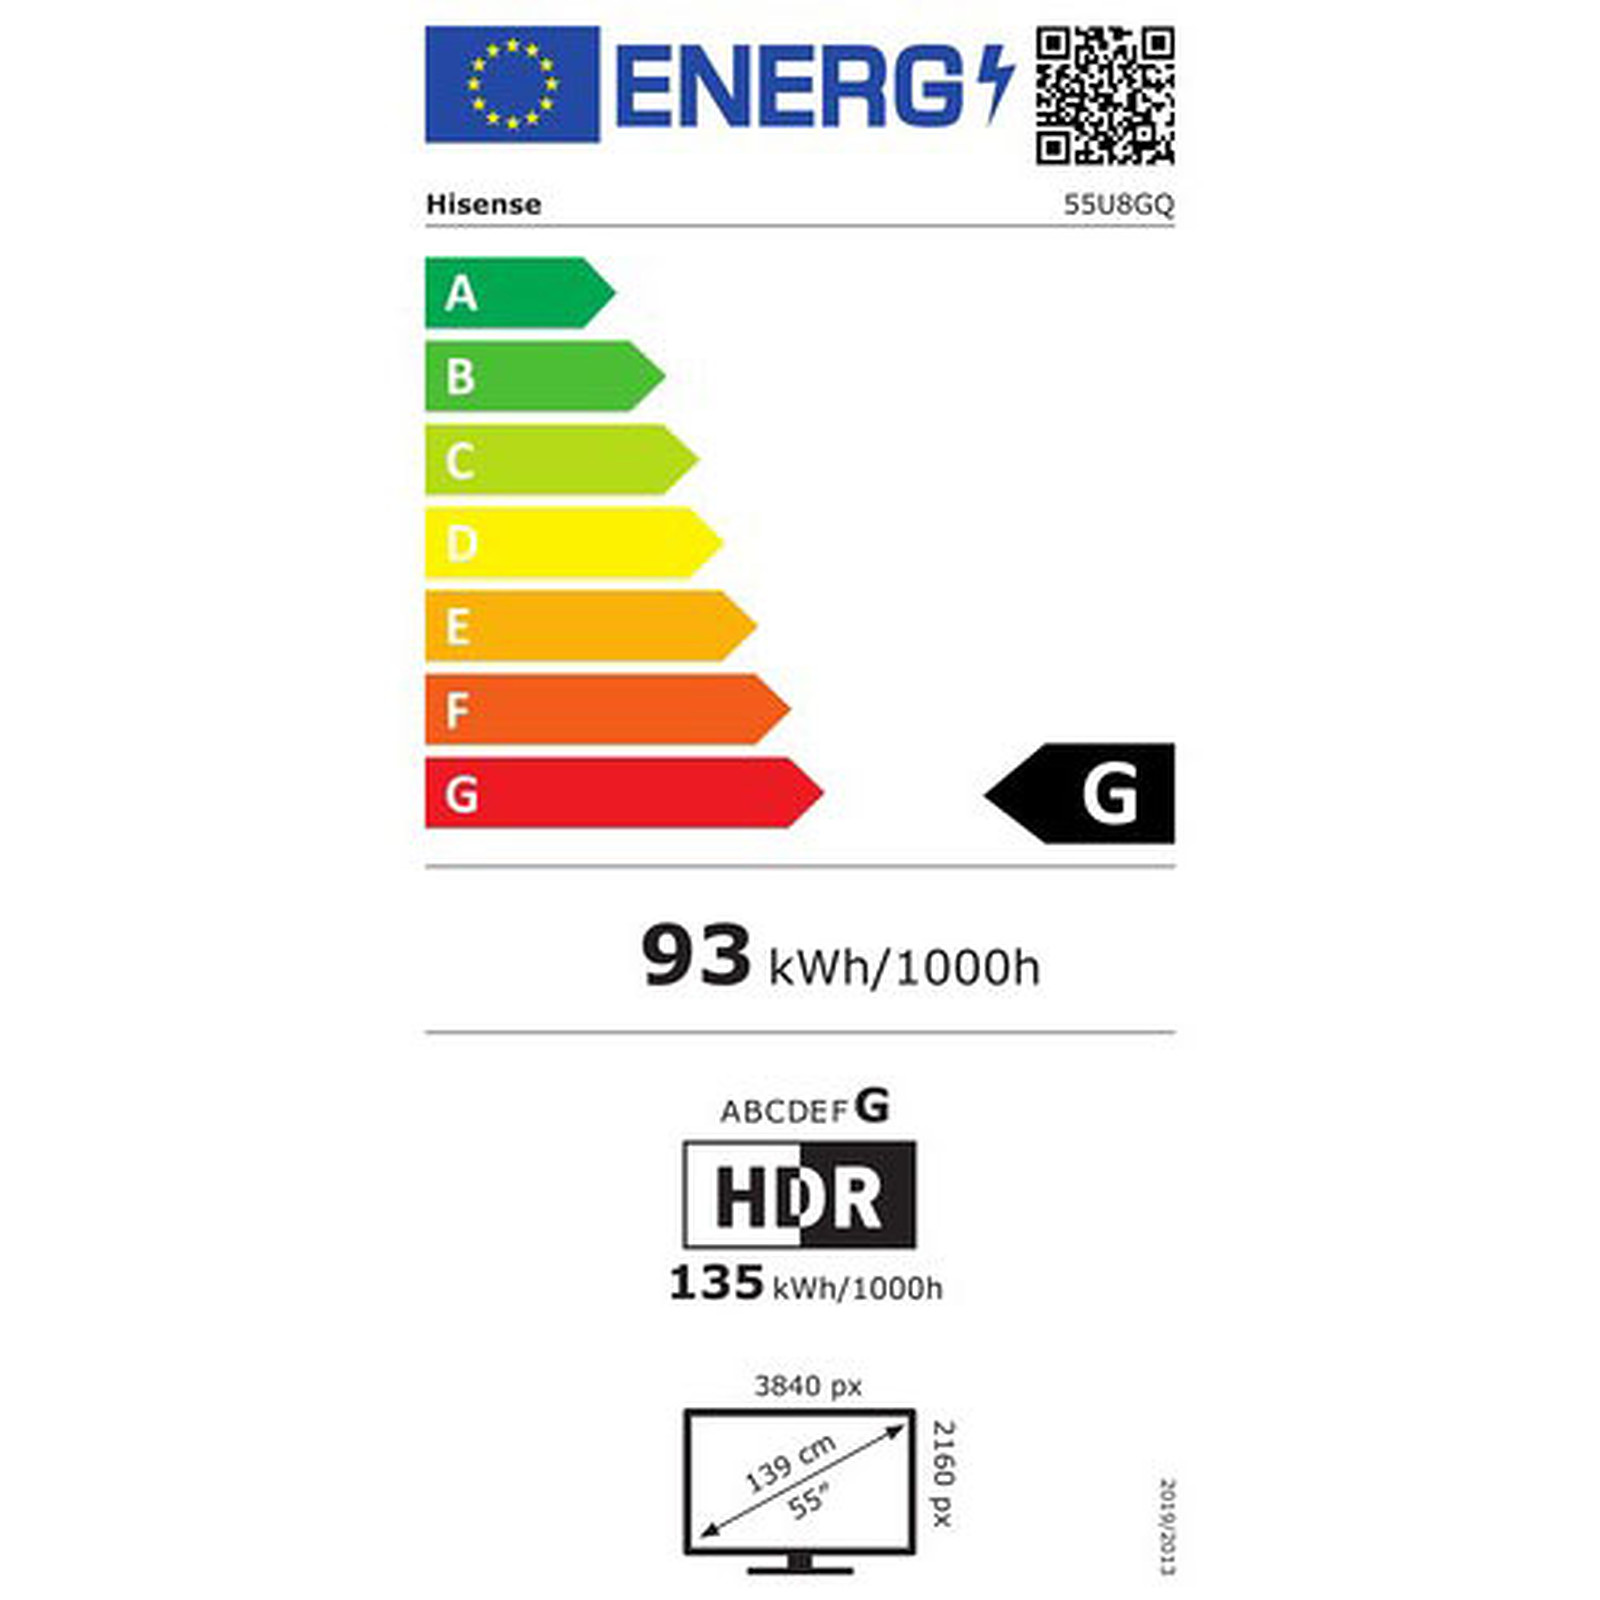 ENERG
Hisense 55U8GQ
A
B
C
D
E
F
G
G
93 kWh/1000h
ABCDEFG
HDR
135 kWh/1000h
3840 px
139 cm
55"
2160 px
2019/2013